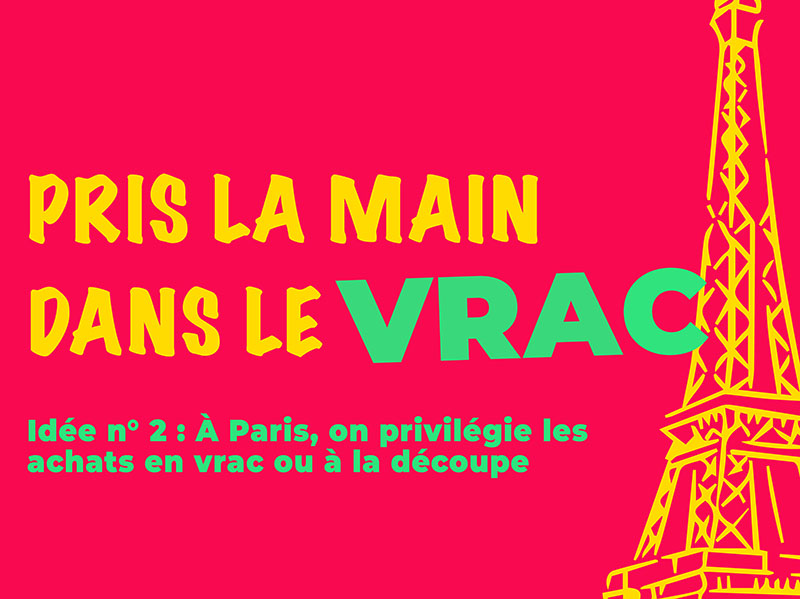 PRIS LA MAIN
DANS LE VRAC
Idée n° 2 : À Paris, on privilégie les
achats en vrac ou à la découpe